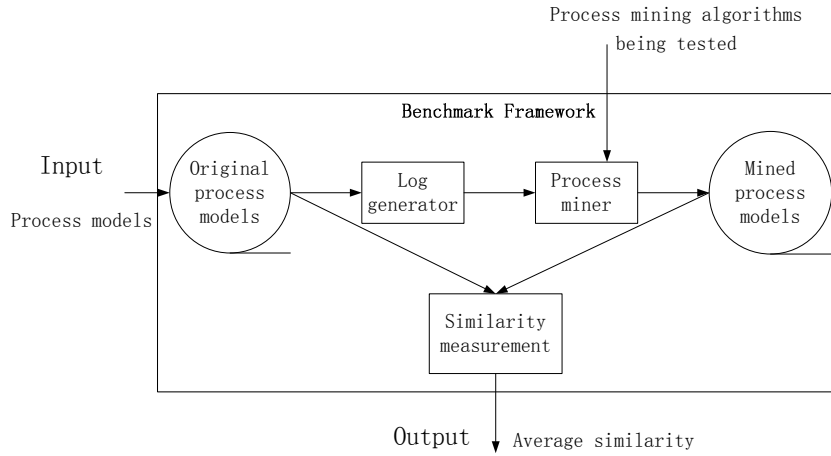 Process mining algorithms
being tested
Benchmark Framework
Input
Process models
Original
process
models
Log
generator
Process
miner
Mined
process
models
Similarity
measurement
Output
Average similarity